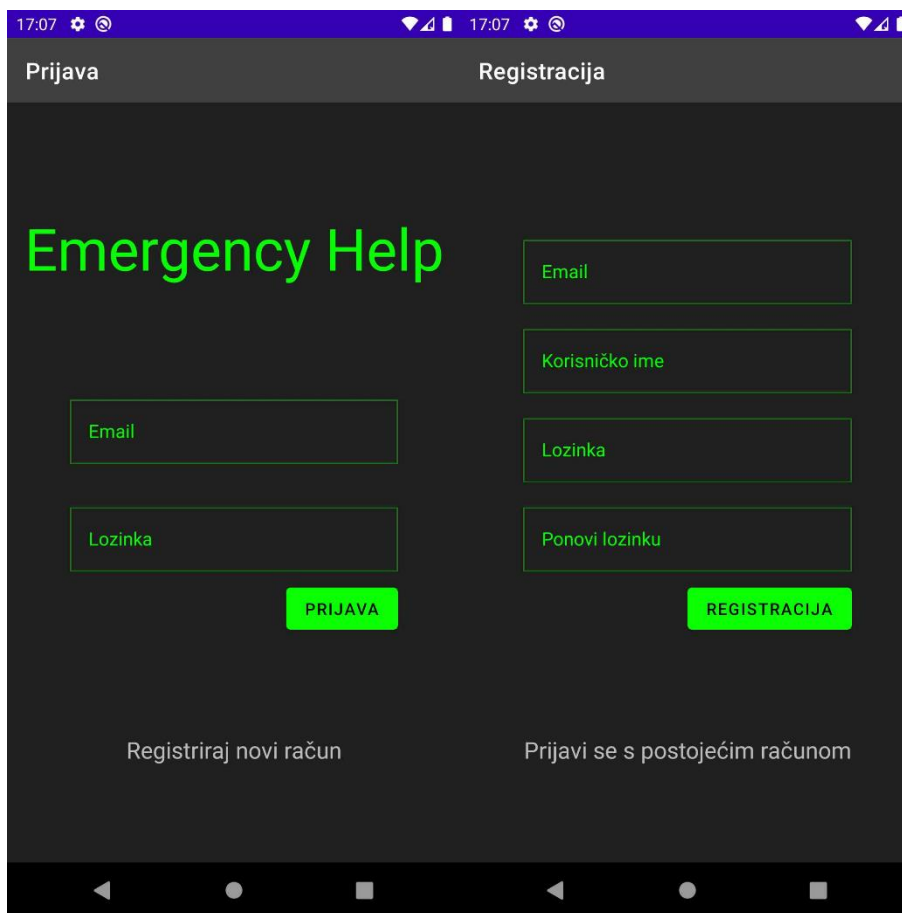 17:07
Prijava
Emergency Help
Email
Lozinka
PRIJAVA
Registriraj novi račun
17:07
Registracija
Email
Korisničko ime
Lozinka
Ponovi lozinku
REGISTRACIJA
Prijavi se s postojećim računom